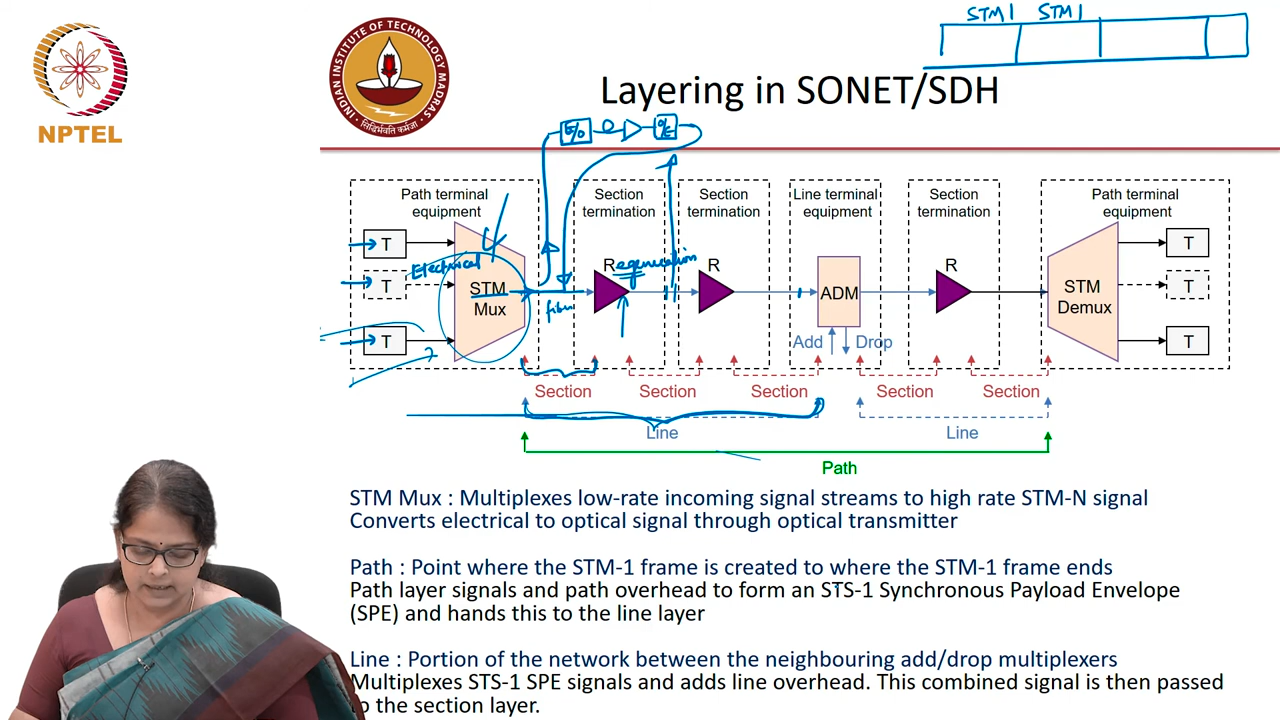 STM1 STM1
INDIAN INSTITUTE OF TECHNOLOGY MADRAS
सिद्धिर्भवति कर्मजा
NPTEL
Layering in SONET/SDH
E/O O/E
Path terminal equipment
Section termination
Section termination
Line terminal equipment
Section termination
Path terminal equipment
T
T
T
Electrical
STM Mux
fiber
Regeneration
R
ADM
Add Drop
R
STM Demux
T
T
T
Section Section Section Section Section
Line Line
Path
STM Mux : Multiplexes low-rate incoming signal streams to high rate STM-N signal
Converts electrical to optical signal through optical transmitter
Path : Point where the STM-1 frame is created to where the STM-1 frame ends
Path layer signals and path overhead to form an STS-1 Synchronous Payload Envelope
(SPE) and hands this to the line layer
Line : Portion of the network between the neighbouring add/drop multiplexers
Multiplexes STS-1 SPE signals and adds line overhead. This combined signal is then passed
to the section layer.